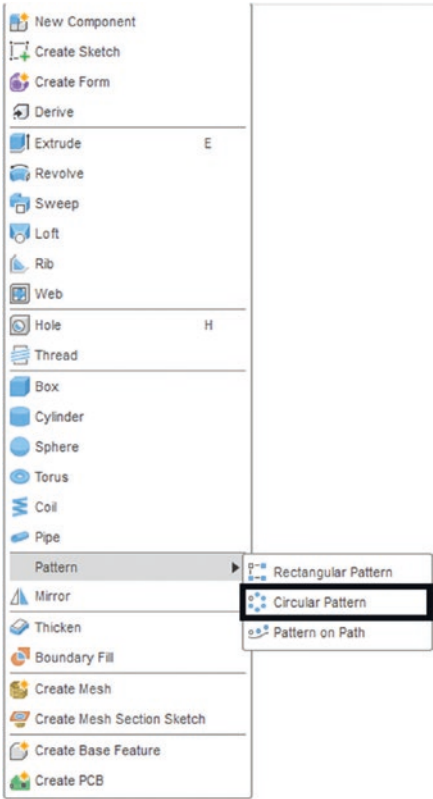 New Component
Create Sketch
Create Form
Derive
Extrude E
Revolve
Sweep
Loft
Rib
Web
Hole H
Thread
Box
Cylinder
Sphere
Torus
Coil
Pipe
Pattern
Rectangular Pattern
Circular Pattern
Pattern on Path
Mirror
Thicken
Boundary Fill
Create Mesh
Create Mesh Section Sketch
Create Base Feature
Create PCB